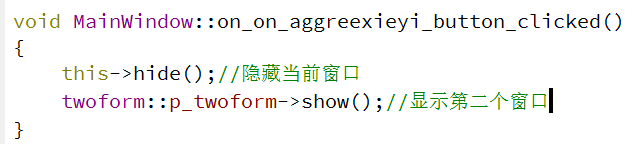 void MainWindow::on_on_aggreexieyi_button_clicked()
{
    this->hide();//隐藏当前窗口
    twoform::p_twoform->show();//显示第二个窗口
}